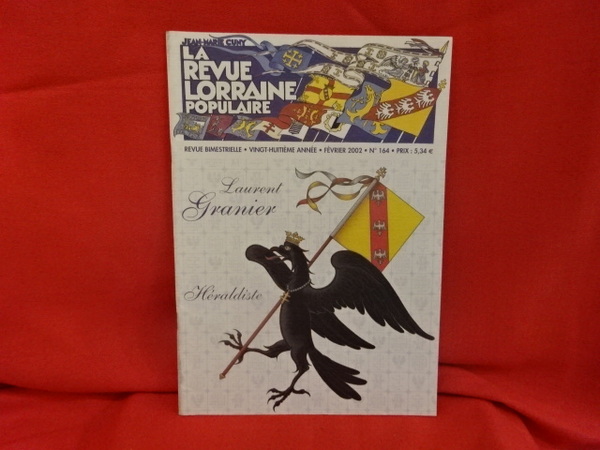 JEAN-MARIE CUNY
LA
REVUE
LORRAINE
POPULAIRE
REVUE BIMESTRIELLE • VINGT-HUITIÈME ANNÉE • FÉVRIER 2002 • N° 164 • PRIX : 5,34 €
Laurent
Granier
Héraldiste